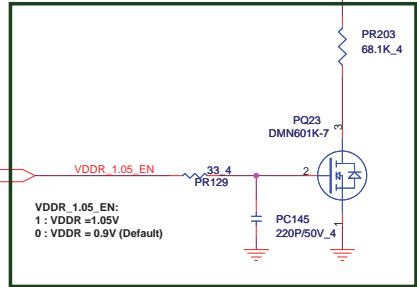 PR203
68.1K_4
PQ23
DMN601K-7
3
VDDR_1.05_EN
33_4
PR129
2
VDDR_1.05_EN:
1 : VDDR =1.05V
0 : VDDR = 0.9V (Default)
PC145
220P/50V_4
1